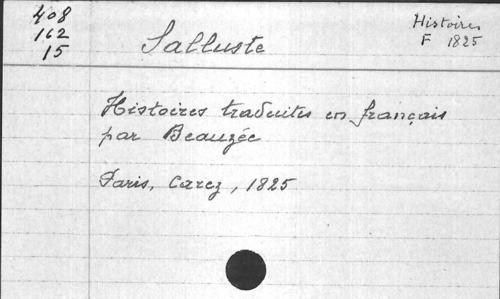 408
162
15
Salluste
Histoires
F 1825
Histoires traduites en français
par Beauzée
Paris, Carez, 1825